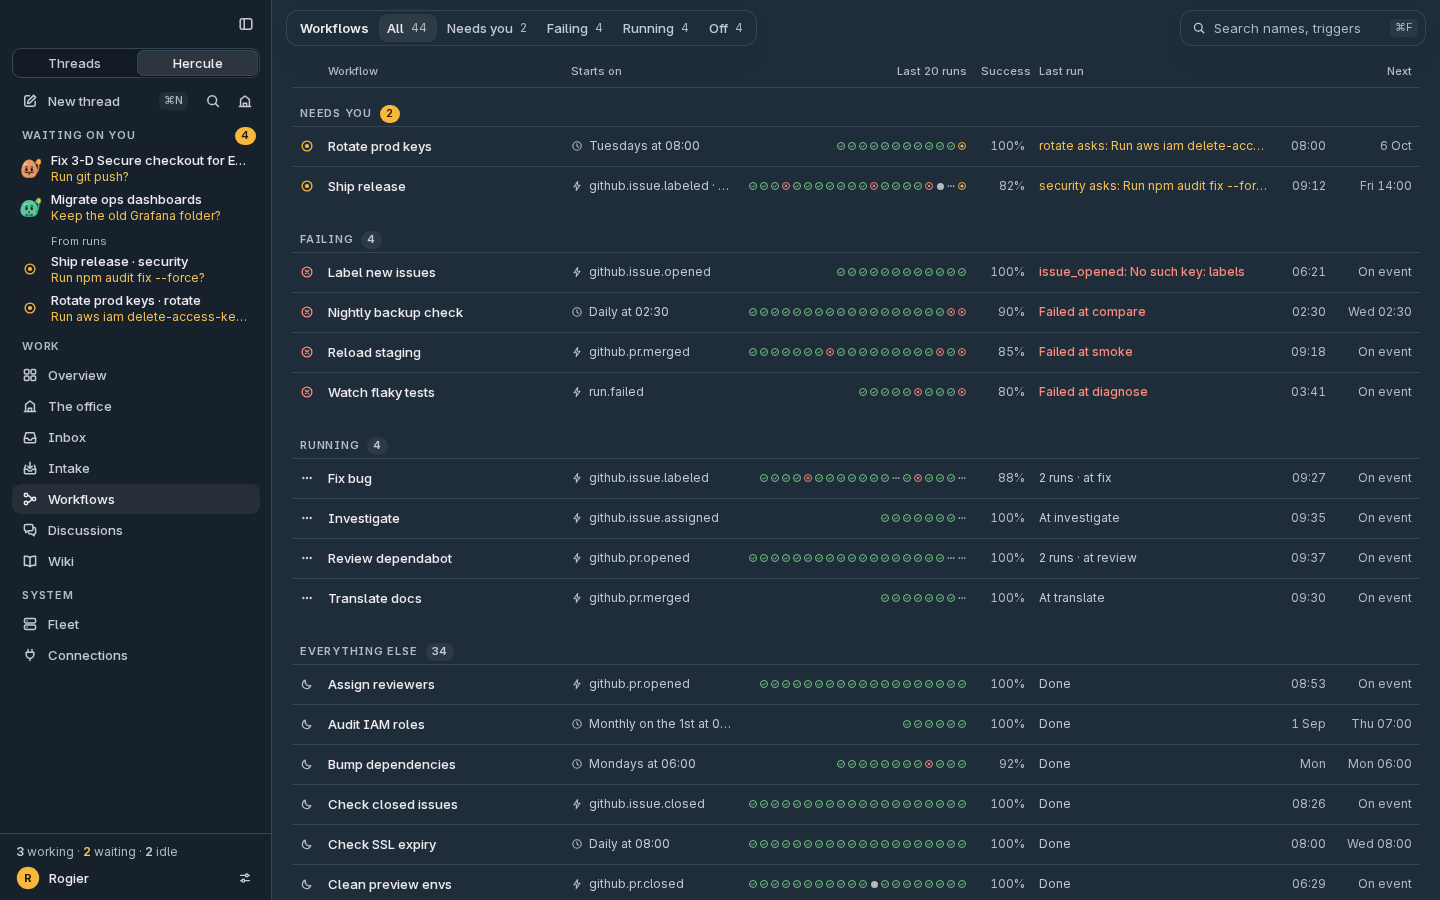 Threads Hercule
New thread ⌘N
WAITING ON YOU 4
Fix 3-D Secure checkout for E…
Run git push?
Migrate ops dashboards
Keep the old Grafana folder?
From runs
Ship release · security
Run npm audit fix --force?
Rotate prod keys · rotate
Run aws iam delete-access-ke…
WORK
Overview
The office
Inbox
Intake
Workflows
Discussions
Wiki
SYSTEM
Fleet
Connections
3 working · 2 waiting · 2 idle
R Rogier
Workflows All 44 Needs you 2 Failing 4 Running 4 Off 4
Search names, triggers ⌘F
Workflow Starts on Last 20 runs Success Last run Next
NEEDS YOU 2
Rotate prod keys Tuesdays at 08:00 100% rotate asks: Run aws iam delete-acc… 08:00 6 Oct
Ship release github.issue.labeled · … 82% security asks: Run npm audit fix --for… 09:12 Fri 14:00
FAILING 4
Label new issues github.issue.opened 100% issue_opened: No such key: labels 06:21 On event
Nightly backup check Daily at 02:30 90% Failed at compare 02:30 Wed 02:30
Reload staging github.pr.merged 85% Failed at smoke 09:18 On event
Watch flaky tests run.failed 80% Failed at diagnose 03:41 On event
RUNNING 4
Fix bug github.issue.labeled 88% 2 runs · at fix 09:27 On event
Investigate github.issue.assigned 100% At investigate 09:35 On event
Review dependabot github.pr.opened 100% 2 runs · at review 09:37 On event
Translate docs github.pr.merged 100% At translate 09:30 On event
EVERYTHING ELSE 34
Assign reviewers github.pr.opened 100% Done 08:53 On event
Audit IAM roles Monthly on the 1st at 0… 100% Done 1 Sep Thu 07:00
Bump dependencies Mondays at 06:00 92% Done Mon Mon 06:00
Check closed issues github.issue.closed 100% Done 08:26 On event
Check SSL expiry Daily at 08:00 100% Done 08:00 Wed 08:00
Clean preview envs github.pr.closed 100% Done 06:29 On event